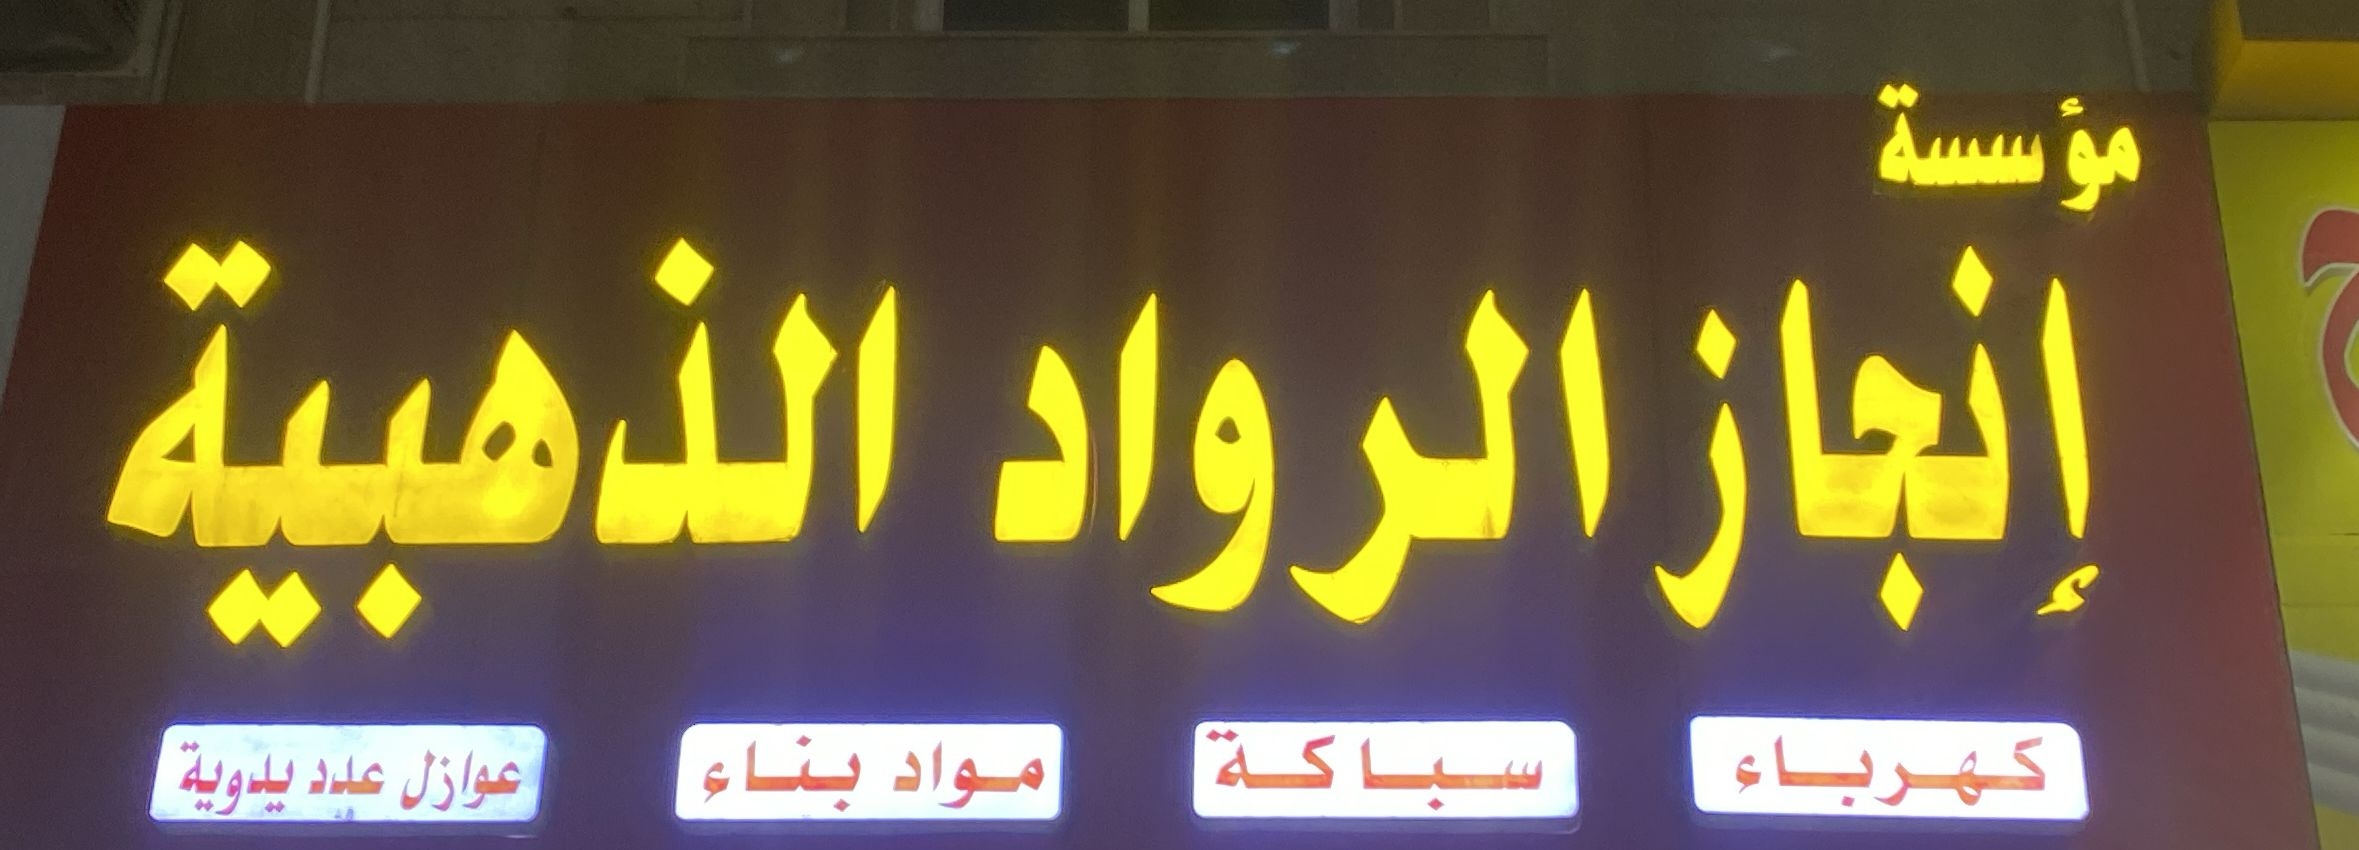 مؤسسة
إنجاز الرواد الذهبية
كهرباء
سباكة
مواد بناء
عوازل عدد يدوية